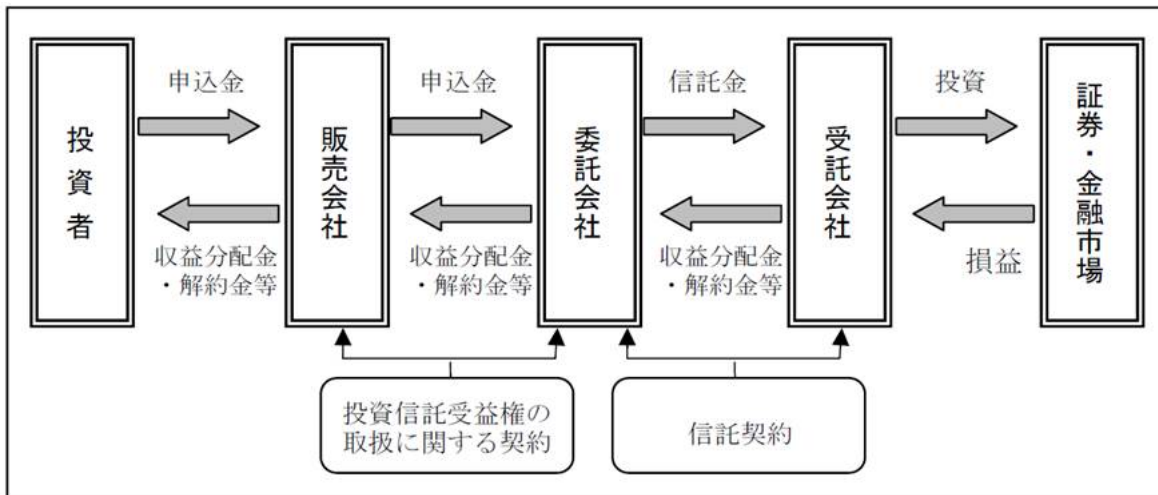 投資者
申込金
収益分配金
・解約金等
販売会社
申込金
収益分配金
・解約金等
委託会社
信託金
収益分配金
・解約金等
受託会社
投資
損益
証券・金融市場
投資信託受益権の
取扱に関する契約
信託契約